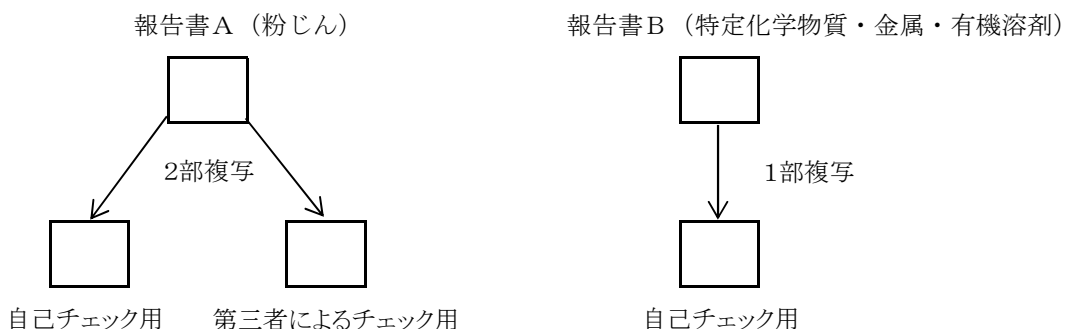 報告書A（粉じん）
報告書B（特定化学物質・金属・有機溶剤）
2部複写
1部複写
自己チェック用
第三者によるチェック用
自己チェック用